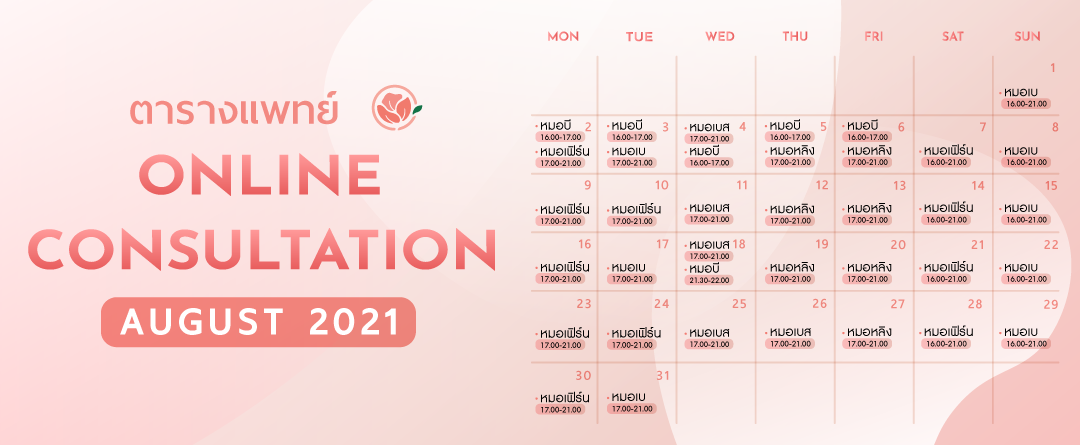 ตารางแพทย์
ONLINE
CONSULTATION
AUGUST 2021
MON TUE WED THU FRI SAT SUN
1
• หมอเบ
16.00-21.00
2
• หมอบี
16.00-17.00
• หมอเฟิร์น
17.00-21.00
3
• หมอบี
16.00-17.00
• หมอเบ
17.00-21.00
4
• หมอเบส
17.00-21.00
• หมอบี
16.00-17.00
5
• หมอบี
16.00-17.00
• หมอหลิง
17.00-21.00
6
• หมอบี
16.00-17.00
• หมอหลิง
17.00-21.00
7
• หมอเฟิร์น
16.00-21.00
8
• หมอเบ
16.00-21.00
9
• หมอเฟิร์น
17.00-21.00
10
• หมอเฟิร์น
17.00-21.00
11
• หมอเบส
17.00-21.00
12
• หมอหลิง
17.00-21.00
13
• หมอหลิง
17.00-21.00
14
• หมอเฟิร์น
16.00-21.00
15
• หมอเบ
16.00-21.00
16
• หมอเฟิร์น
17.00-21.00
17
• หมอเบ
17.00-21.00
18
• หมอเบส
17.00-21.00
• หมอบี
21.30-22.00
19
• หมอหลิง
17.00-21.00
20
• หมอหลิง
17.00-21.00
21
• หมอเฟิร์น
16.00-21.00
22
• หมอเบ
16.00-21.00
23
• หมอเฟิร์น
17.00-21.00
24
• หมอเฟิร์น
17.00-21.00
25
• หมอเบส
17.00-21.00
26
• หมอเบส
17.00-21.00
27
• หมอหลิง
17.00-21.00
28
• หมอเฟิร์น
16.00-21.00
29
• หมอเบ
16.00-21.00
30
• หมอเฟิร์น
17.00-21.00
31
• หมอเบ
17.00-21.00